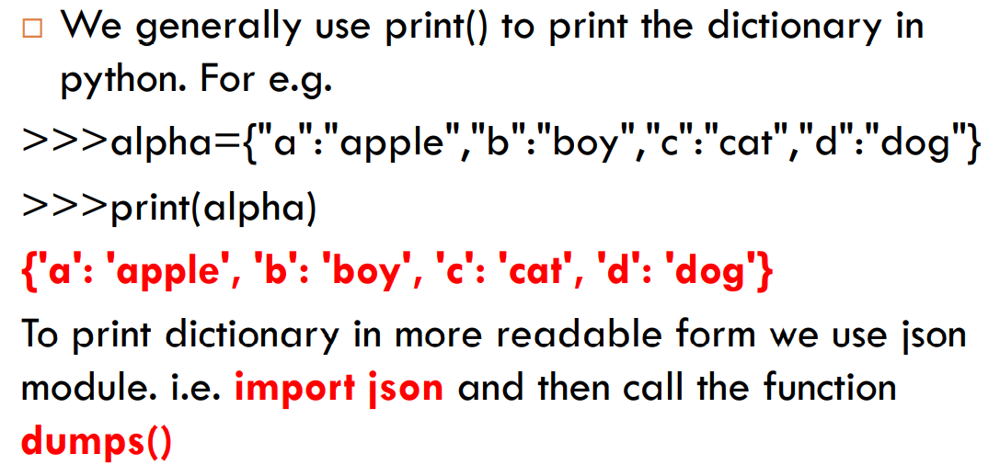 We generally use print() to print the dictionary in
python. For e.g.
>>>alpha={"a":"apple","b":"boy","c":"cat","d":"dog"}
>>>print(alpha)
{'a': 'apple', 'b': 'boy', 'c': 'cat', 'd': 'dog'}
To print dictionary in more readable form we use json
module. i.e. import json and then call the function
dumps()